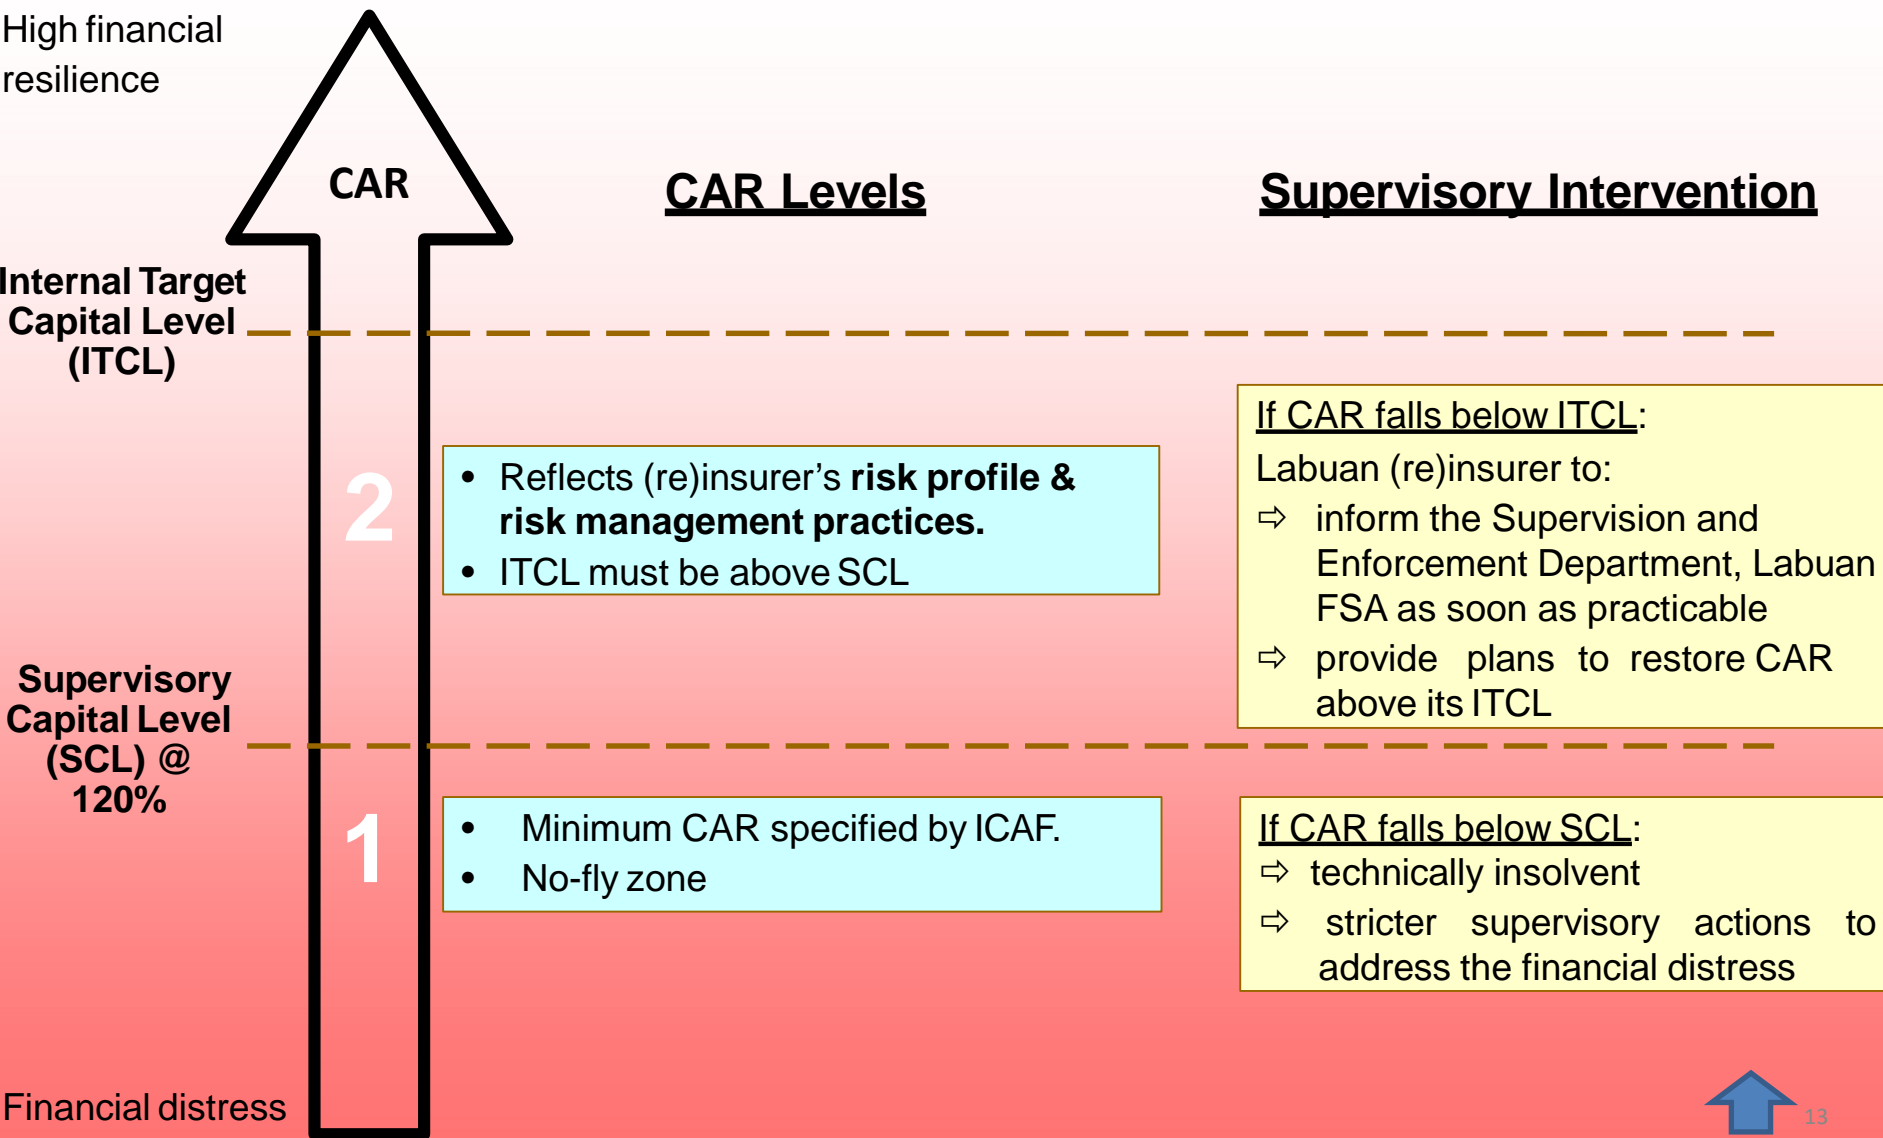 High financial
resilience
CAR
CAR Levels
Supervisory Intervention
Internal Target
Capital Level
(ITCL)
2
• Reflects (re)insurer's risk profile &
risk management practices.
• ITCL must be above SCL
If CAR falls below ITCL:
Labuan (re)insurer to:
⇨ inform the Supervision and
Enforcement Department, Labuan
FSA as soon as practicable
⇨ provide plans to restore CAR
above its ITCL
Supervisory
Capital Level
(SCL) @
120%
1
• Minimum CAR specified by ICAF.
• No-fly zone
If CAR falls below SCL:
⇨ technically insolvent
⇨ stricter supervisory actions to
address the financial distress
Financial distress
13